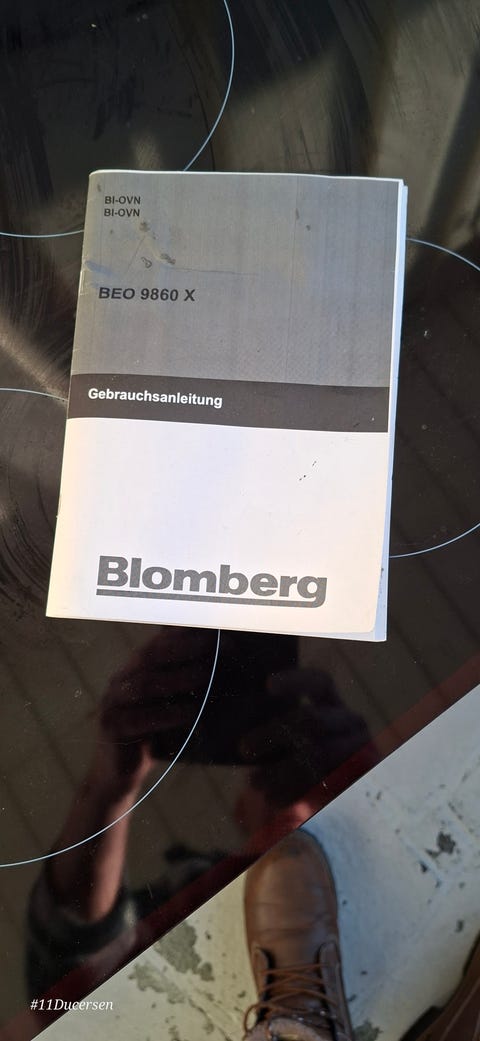 BI-OVN
BI-OVN
BEO 9860 X
Gebrauchsanleitung
Blomberg
#11Ducersen